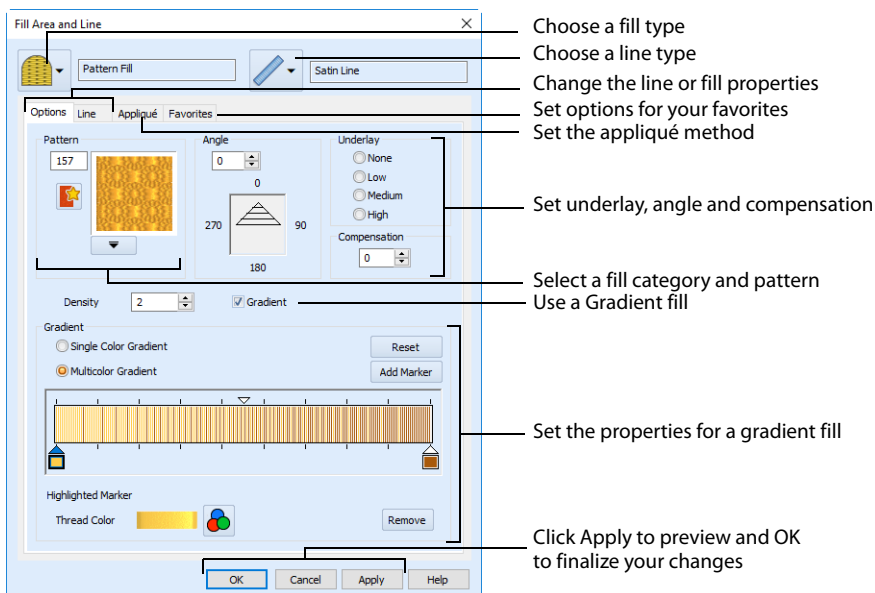 Fill Area and Line
Choose a fill type
Choose a line type
Pattern Fill
Satin Line
Change the line or fill properties
Options Line Appliqué Favorites
Set options for your favorites
Set the appliqué method
Pattern
157
Angle
0
0
270
90
180
Underlay
None
Low
Medium
High
Compensation
0
Set underlay, angle and compensation
Select a fill category and pattern
Density 2
Gradient
Use a Gradient fill
Gradient
Single Color Gradient
Reset
Multicolor Gradient
Add Marker
Set the properties for a gradient fill
Highlighted Marker
Thread Color
Remove
Click Apply to preview and OK
to finalize your changes
OK Cancel Apply Help